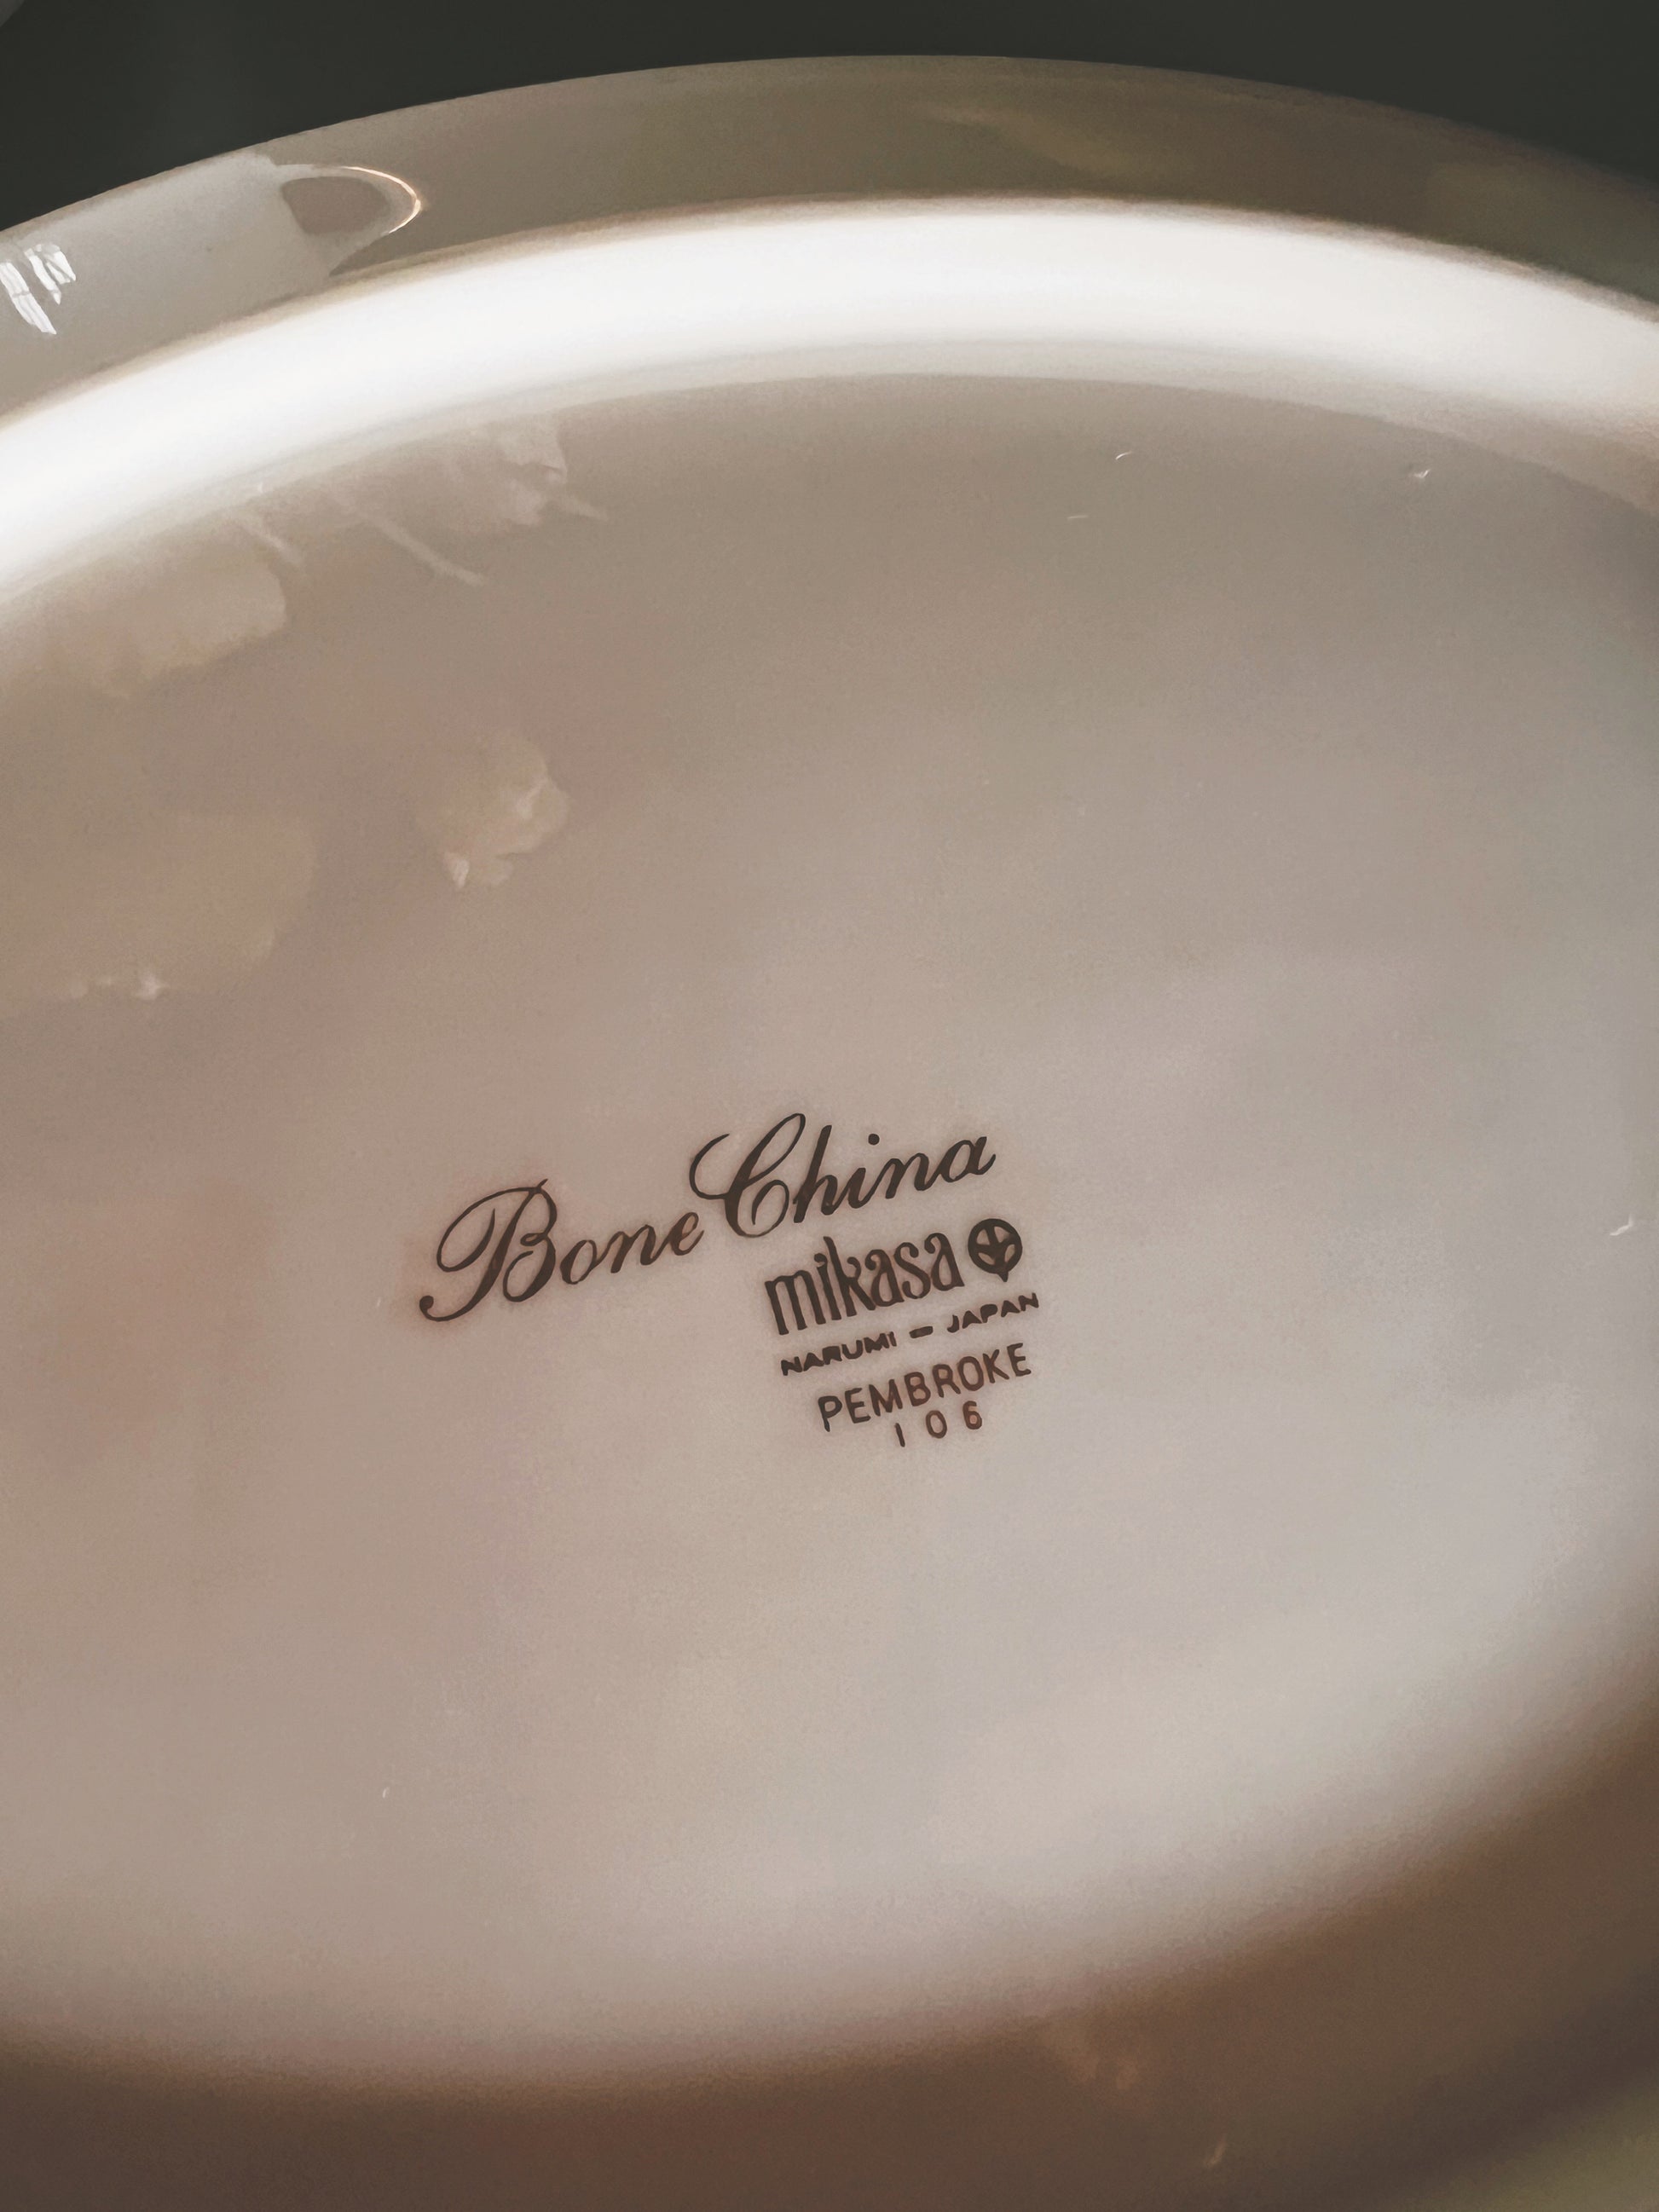 Bone China
mikasa
NARUMI - JAPAN
PEMBROKE
106